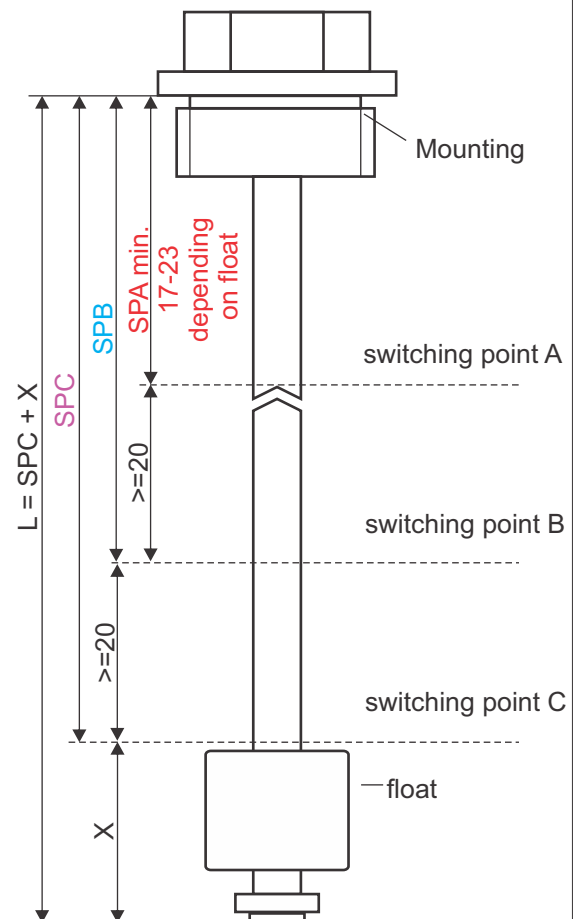 Mounting
SPA min.
17-23
depending
on float
SPB
SPC
L = SPC + X
switching point A
>=20
switching point B
>=20
switching point C
float
X